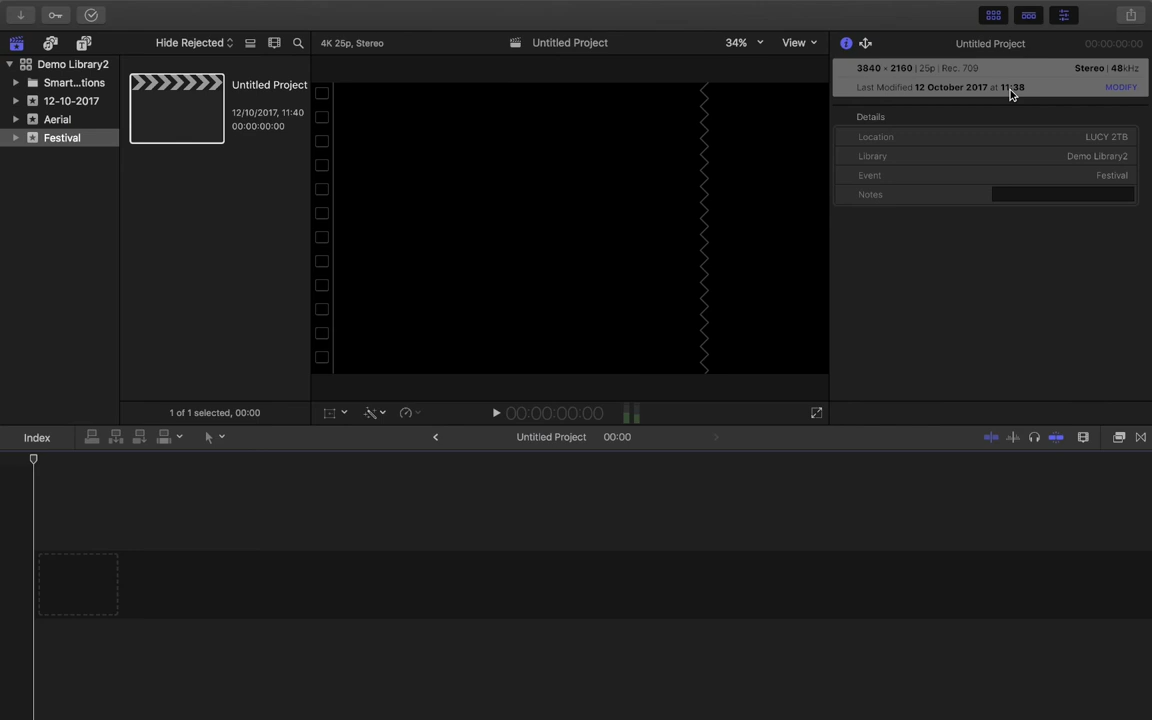 Hide Rejected
4K 25p, Stereo
Untitled Project
34%
View
Untitled Project
00:00:00:00
Demo Library2
Smart...tions
12-10-2017
Aerial
Festival
Untitled Project
12/10/2017, 11:40
00:00:00:00
3840 × 2160 | 25p | Rec. 709
Stereo | 48kHz
Last Modified 12 October 2017 at 11:38
MODIFY
Details
Location LUCY 2TB
Library Demo Library2
Event Festival
Notes
1 of 1 selected, 00:00
00:00:00:00
Index
Untitled Project 00:00